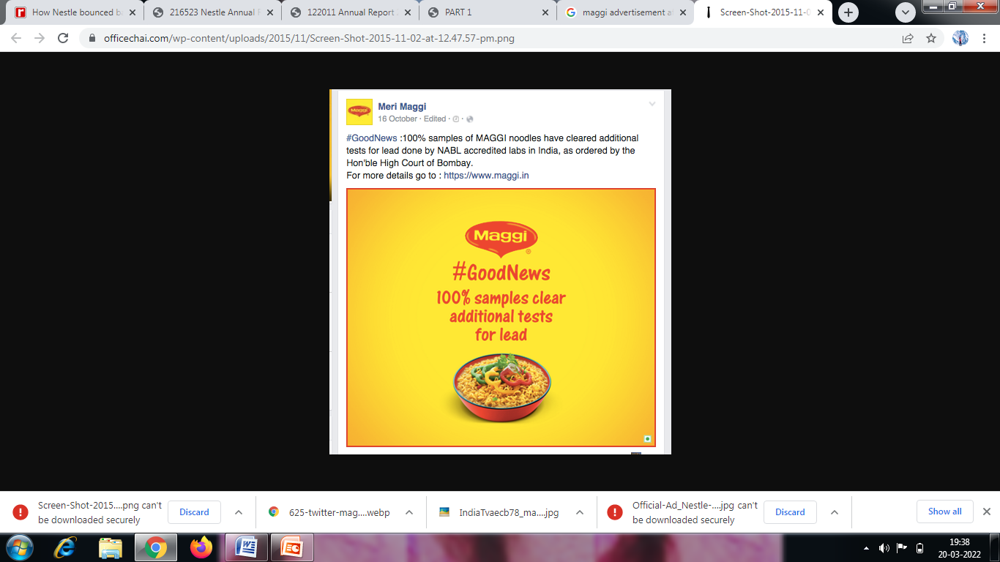 How Nestle bounced ba
216523 Nestle Annual R
122011 Annual Report
PART 1
maggi advertisement a
Screen-Shot-2015-11-0
officechai.com/wp-content/uploads/2015/11/Screen-Shot-2015-11-02-at-12.47.57-pm.png
Meri Maggi
16 October · Edited ·
#GoodNews :100% samples of MAGGI noodles have cleared additional
tests for lead done by NABL accredited labs in India, as ordered by the
Hon'ble High Court of Bombay.
For more details go to : https://www.maggi.in
Maggi
Maggi
#GoodNews
100% samples clear
additional tests
for lead
Screen-Shot-2015....png can't
be downloaded securely
Discard
625-twitter-mag....webp
IndiaTvaecb78_ma....jpg
Official-Ad_Nestle-....jpg can't
be downloaded securely
Discard
Show all
19:38
20-03-2022